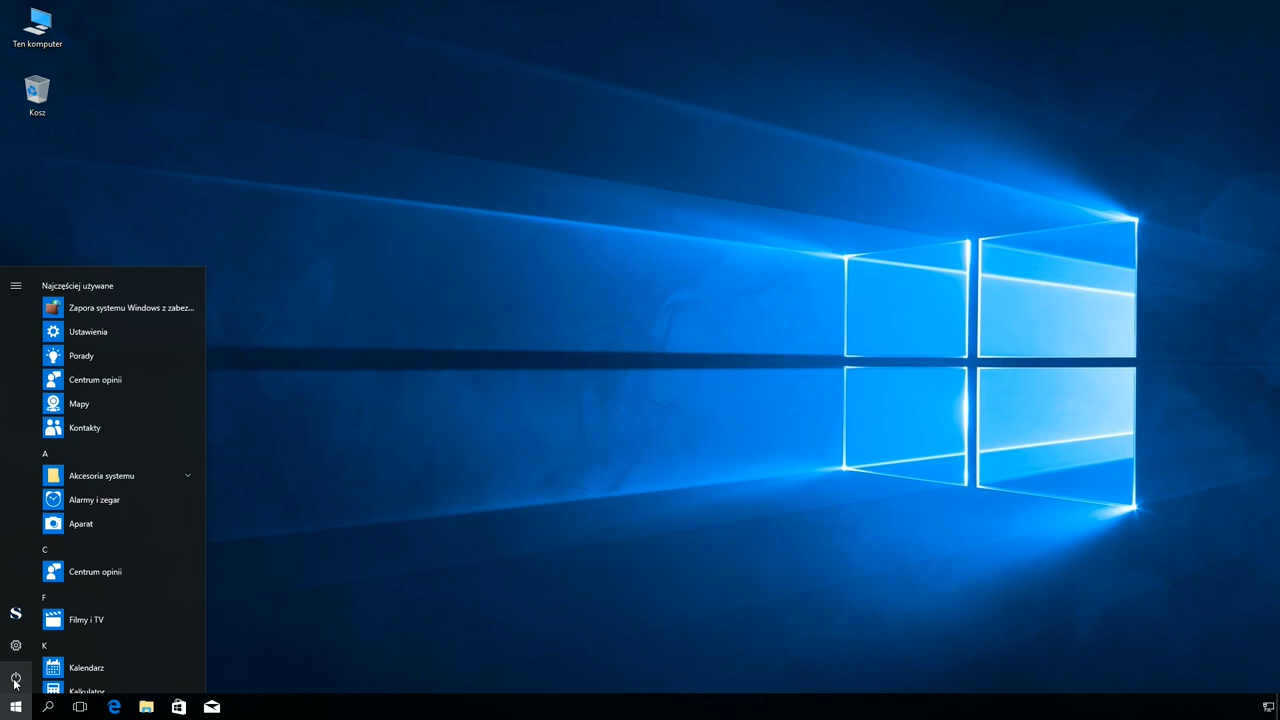 Ten komputer
Kosz
Najczęściej używane
Zapora systemu Windows z zabez...
Ustawienia
Porady
Centrum opinii
Mapy
Kontakty
A
Akcesoria systemu
Alarmy i zegar
Aparat
C
Centrum opinii
F
Filmy i TV
S
K
Kalendarz
Kalkulator